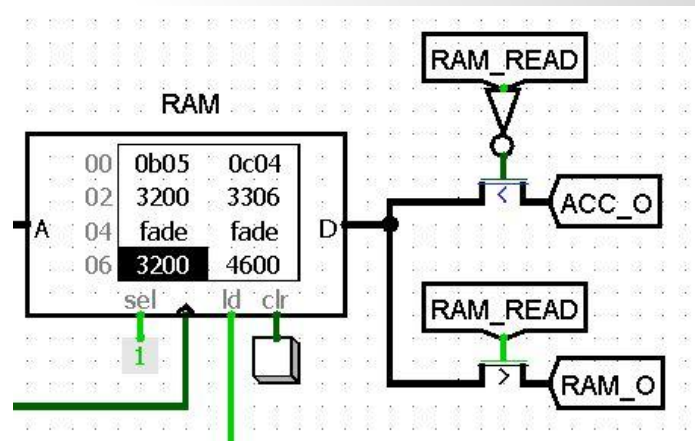 RAM_READ
RAM
00 0b05 0c04
02 3200 3306
04 fade fade
06 3200 4600
A
D
ACC_O
sel ld clr
1
RAM_READ
RAM_O